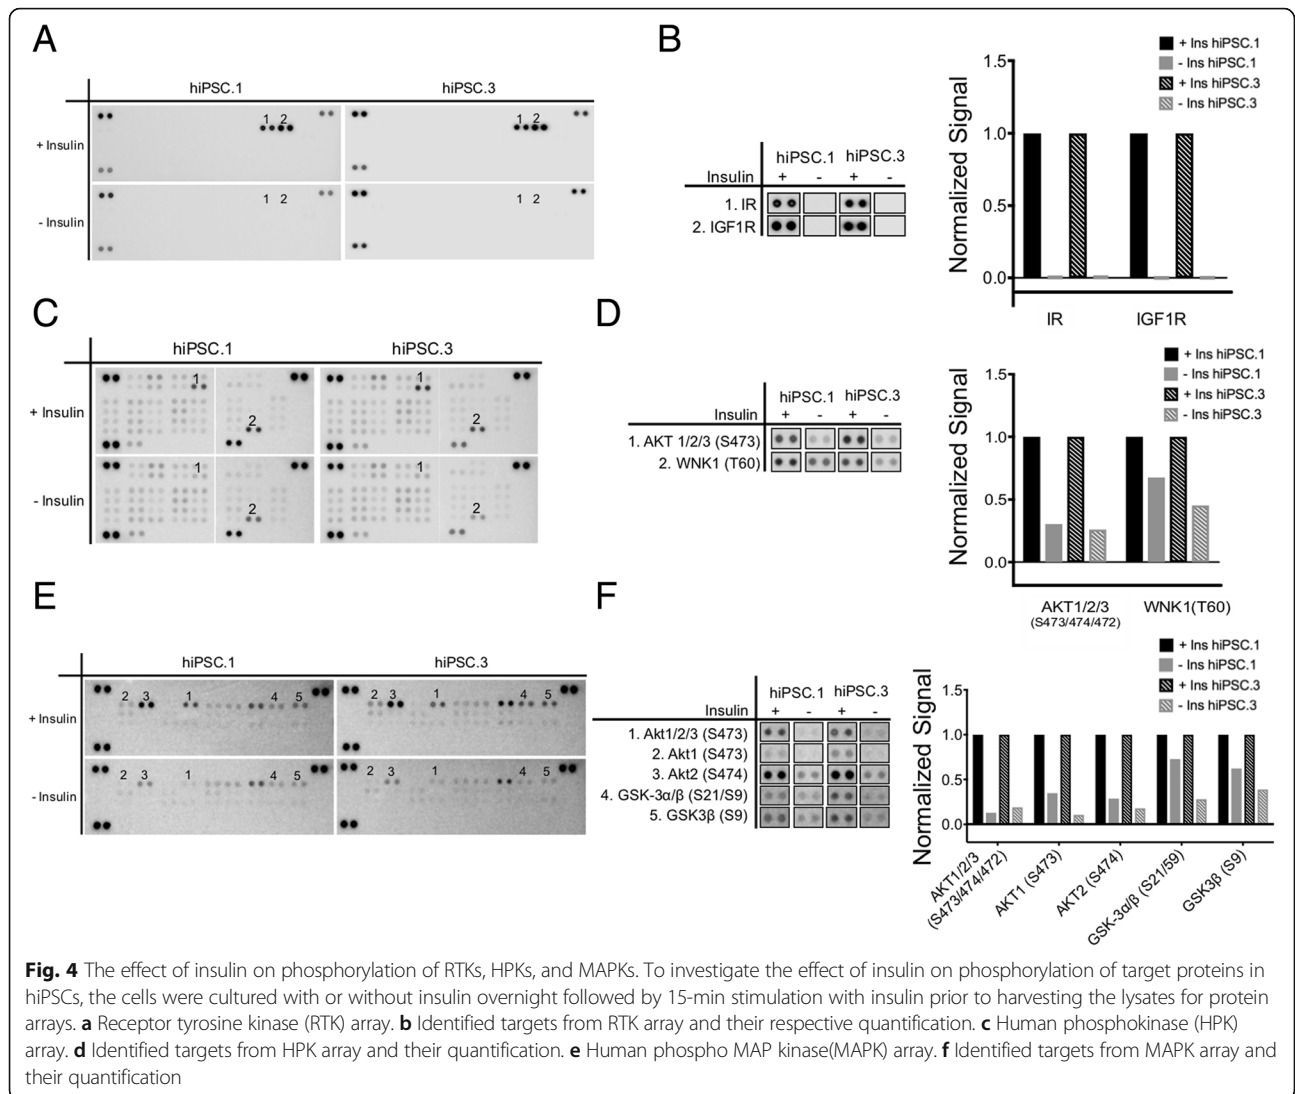 A
hiPSC.1
hiPSC.3
+ Insulin
1 2
1 2
- Insulin
1 2
1 2
B
hiPSC.1 hiPSC.3
Insulin + - + -
1. IR
2. IGF1R
+ Ins hiPSC.1
- Ins hiPSC.1
+ Ins hiPSC.3
- Ins hiPSC.3
Normalized Signal
1.5
1.0
0.5
0.0
IR IGF1R
C
hiPSC.1 hiPSC.3
+ Insulin
1 1
2 2
- Insulin
1 1
2 2
D
hiPSC.1 hiPSC.3
Insulin + - + -
1. AKT 1/2/3 (S473)
2. WNK1 (T60)
+ Ins hiPSC.1
- Ins hiPSC.1
+ Ins hiPSC.3
- Ins hiPSC.3
Normalized Signal
1.5
1.0
0.5
0.0
AKT1/2/3 WNK1(T60)
(S473/474/472)
E
hiPSC.1 hiPSC.3
+ Insulin
2 3 1 4 5
2 3 1 4 5
- Insulin
2 3 1 4 5
2 3 1 4 5
F
hiPSC.1 hiPSC.3
Insulin + - + -
1. Akt1/2/3 (S473)
2. Akt1 (S473)
3. Akt2 (S474)
4. GSK-3α/β (S21/S9)
5. GSK3β (S9)
+ Ins hiPSC.1
- Ins hiPSC.1
+ Ins hiPSC.3
- Ins hiPSC.3
Normalized Signal
1.5
1.0
0.5
0.0
AKT1/2/3
(S473/474/472)
AKT1 (S473)
AKT2 (S474)
GSK-3α/β (S21/59)
GSK3β (S9)
Fig. 4 The effect of insulin on phosphorylation of RTKs, HPKs, and MAPKs. To investigate the effect of insulin on phosphorylation of target proteins in
hiPSCs, the cells were cultured with or without insulin overnight followed by 15-min stimulation with insulin prior to harvesting the lysates for protein
arrays. a Receptor tyrosine kinase (RTK) array. b Identified targets from RTK array and their respective quantification. c Human phosphokinase (HPK)
array. d Identified targets from HPK array and their quantification. e Human phospho MAP kinase(MAPK) array. f Identified targets from MAPK array and
their quantification